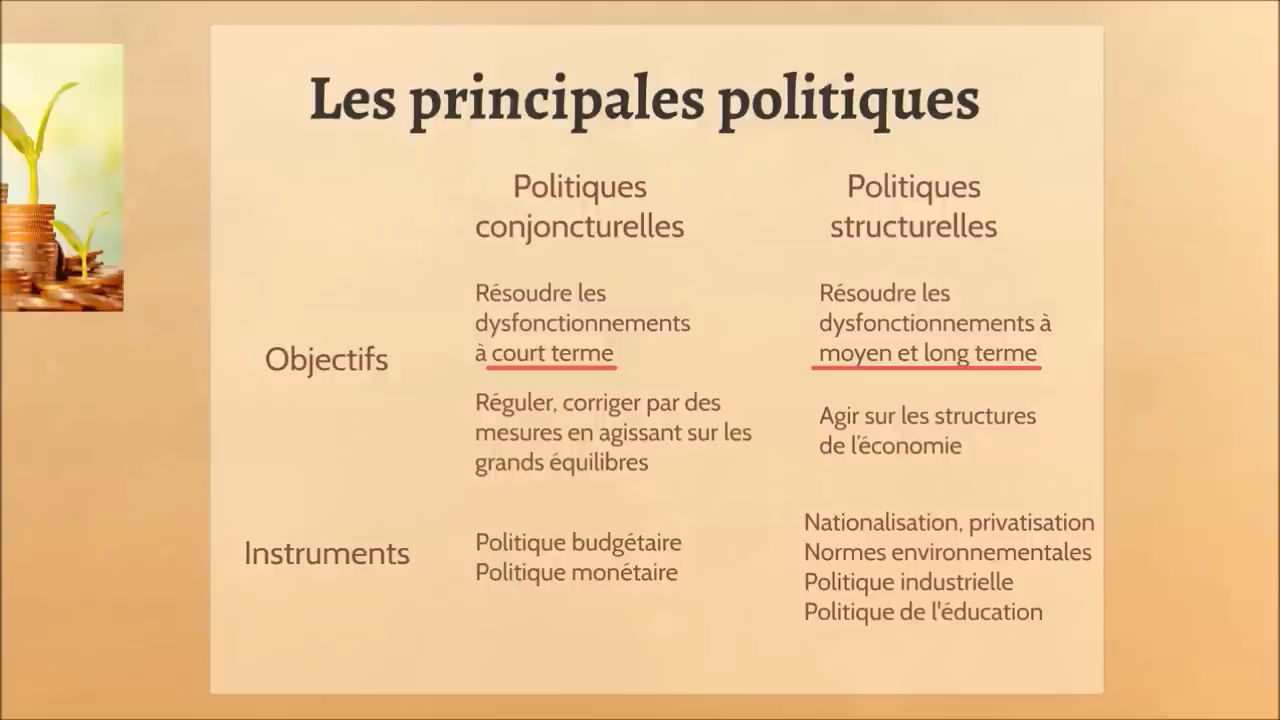 Les principales politiques
Politiques
conjoncturelles
Politiques
structurelles
Objectifs
Résoudre les
dysfonctionnements
à court terme
Réguler, corriger par des
mesures en agissant sur les
grands équilibres
Résoudre les
dysfonctionnements à
moyen et long terme
Agir sur les structures
de l'économie
Instruments
Politique budgétaire
Politique monétaire
Nationalisation, privatisation
Normes environnementales
Politique industrielle
Politique de l'éducation